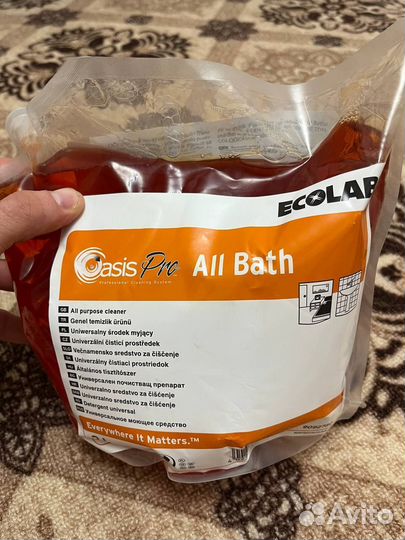 ECOLAB
Oasis Pro All Bath
Professional Cleaning System
GB All purpose cleaner
TR Genel temizlik ürünü
PL Uniwersalny środek myjący
CZ Univerzální čisticí prostředek
SLO Večnamensko sredstvo za čiščenje
Univerzálny čistiaci prostriedok
Általános tisztítószer
Универсален почистващ препарат
Univerzalno sredstvo za čišćenje
Univerzalno sredstvo za čišćenje
Detergent universal
Универсальное моющее средство
Everywhere It Matters.™
Avito